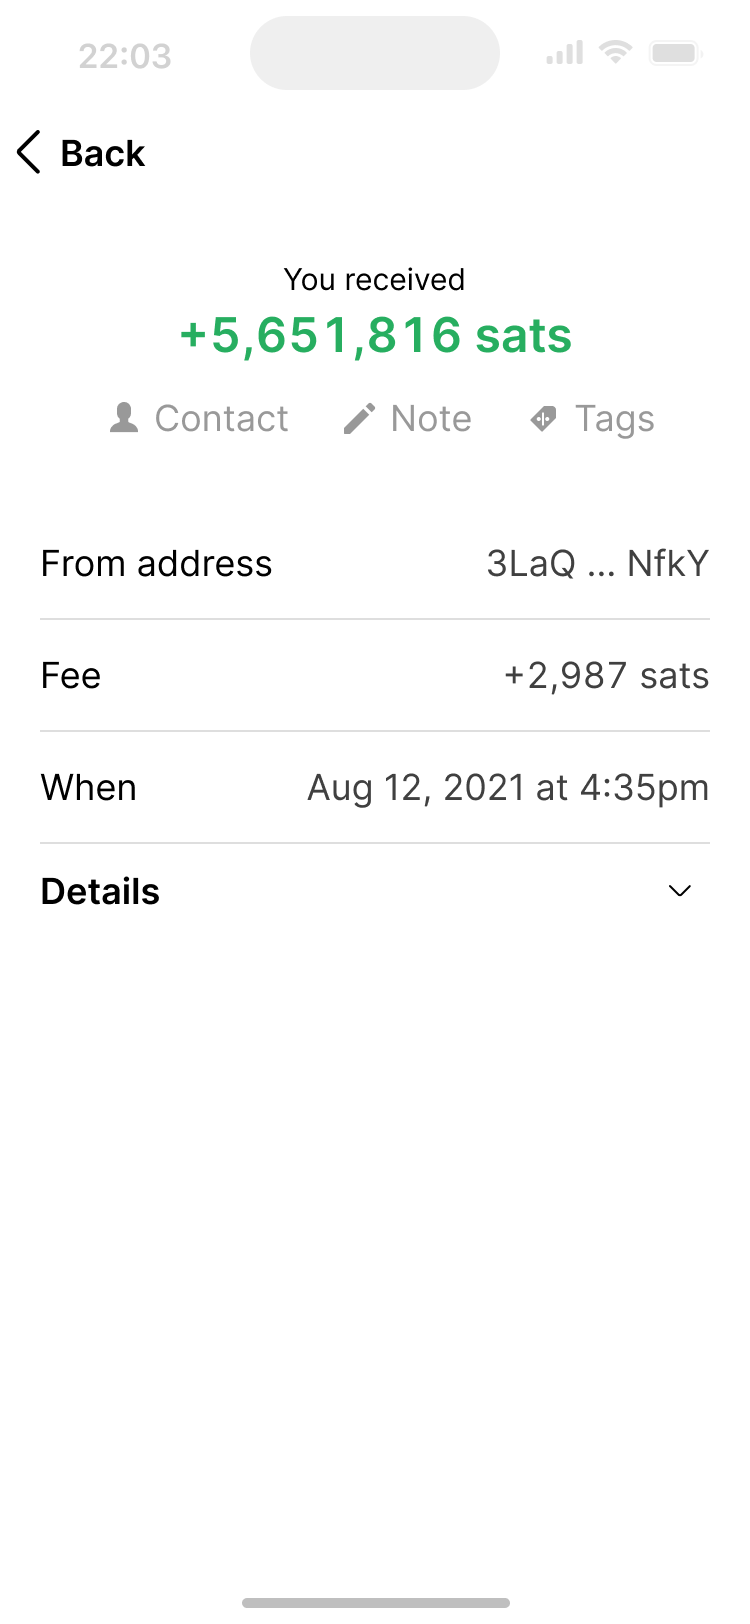 22:03
Back
You received
+5,651,816 sats
Contact Note Tags
From address 3LaQ ... NfkY
Fee +2,987 sats
When Aug 12, 2021 at 4:35pm
Details